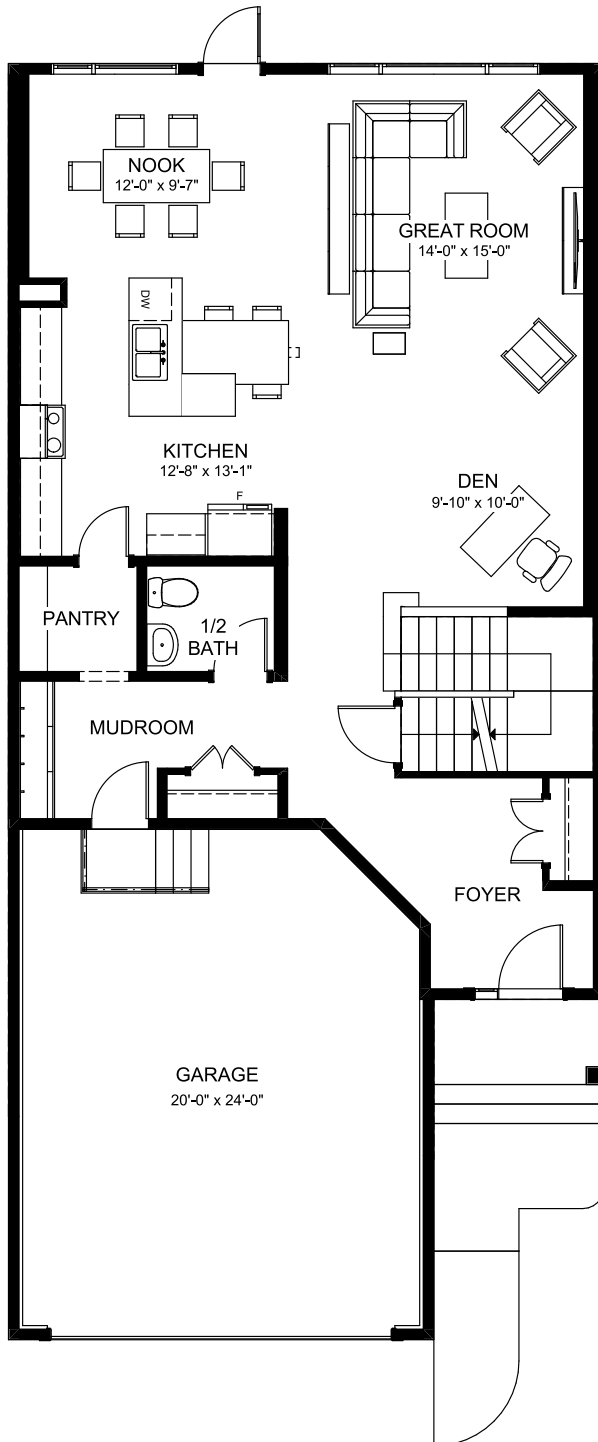 NOOK
12'-0" x 9'-7"
GREAT ROOM
14'-0" x 15'-0"
DW
KITCHEN
12'-8" x 13'-1"
DEN
9'-10" x 10'-0"
F
PANTRY
1/2
BATH
MUDROOM
FOYER
GARAGE
20'-0" x 24'-0"